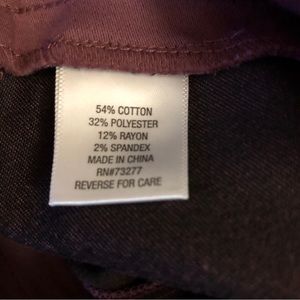 54% COTTON
32% POLYESTER
12% RAYON
2% SPANDEX
MADE IN CHINA
RN#73277
REVERSE FOR CARE